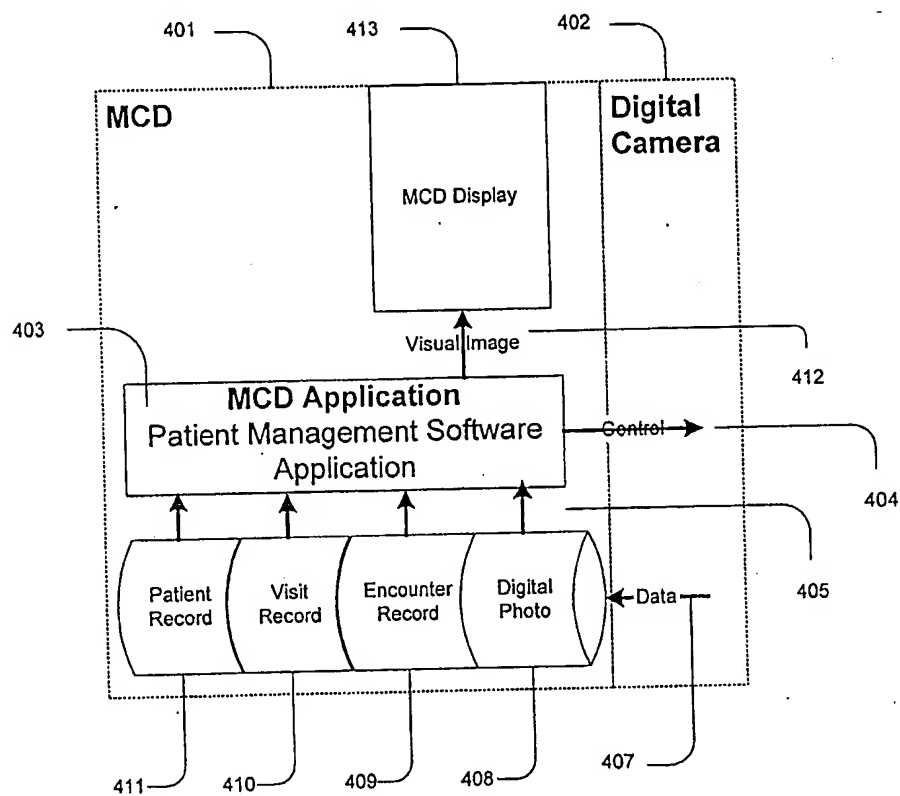 401
413
402
MCD
Digital
Camera
MCD Display
403
Visual Image
412
MCD Application
Patient Management Software
Application
Control
404
405
Patient
Record
Visit
Record
Encounter
Record
Digital
Photo
Data
411
410
409
408
407